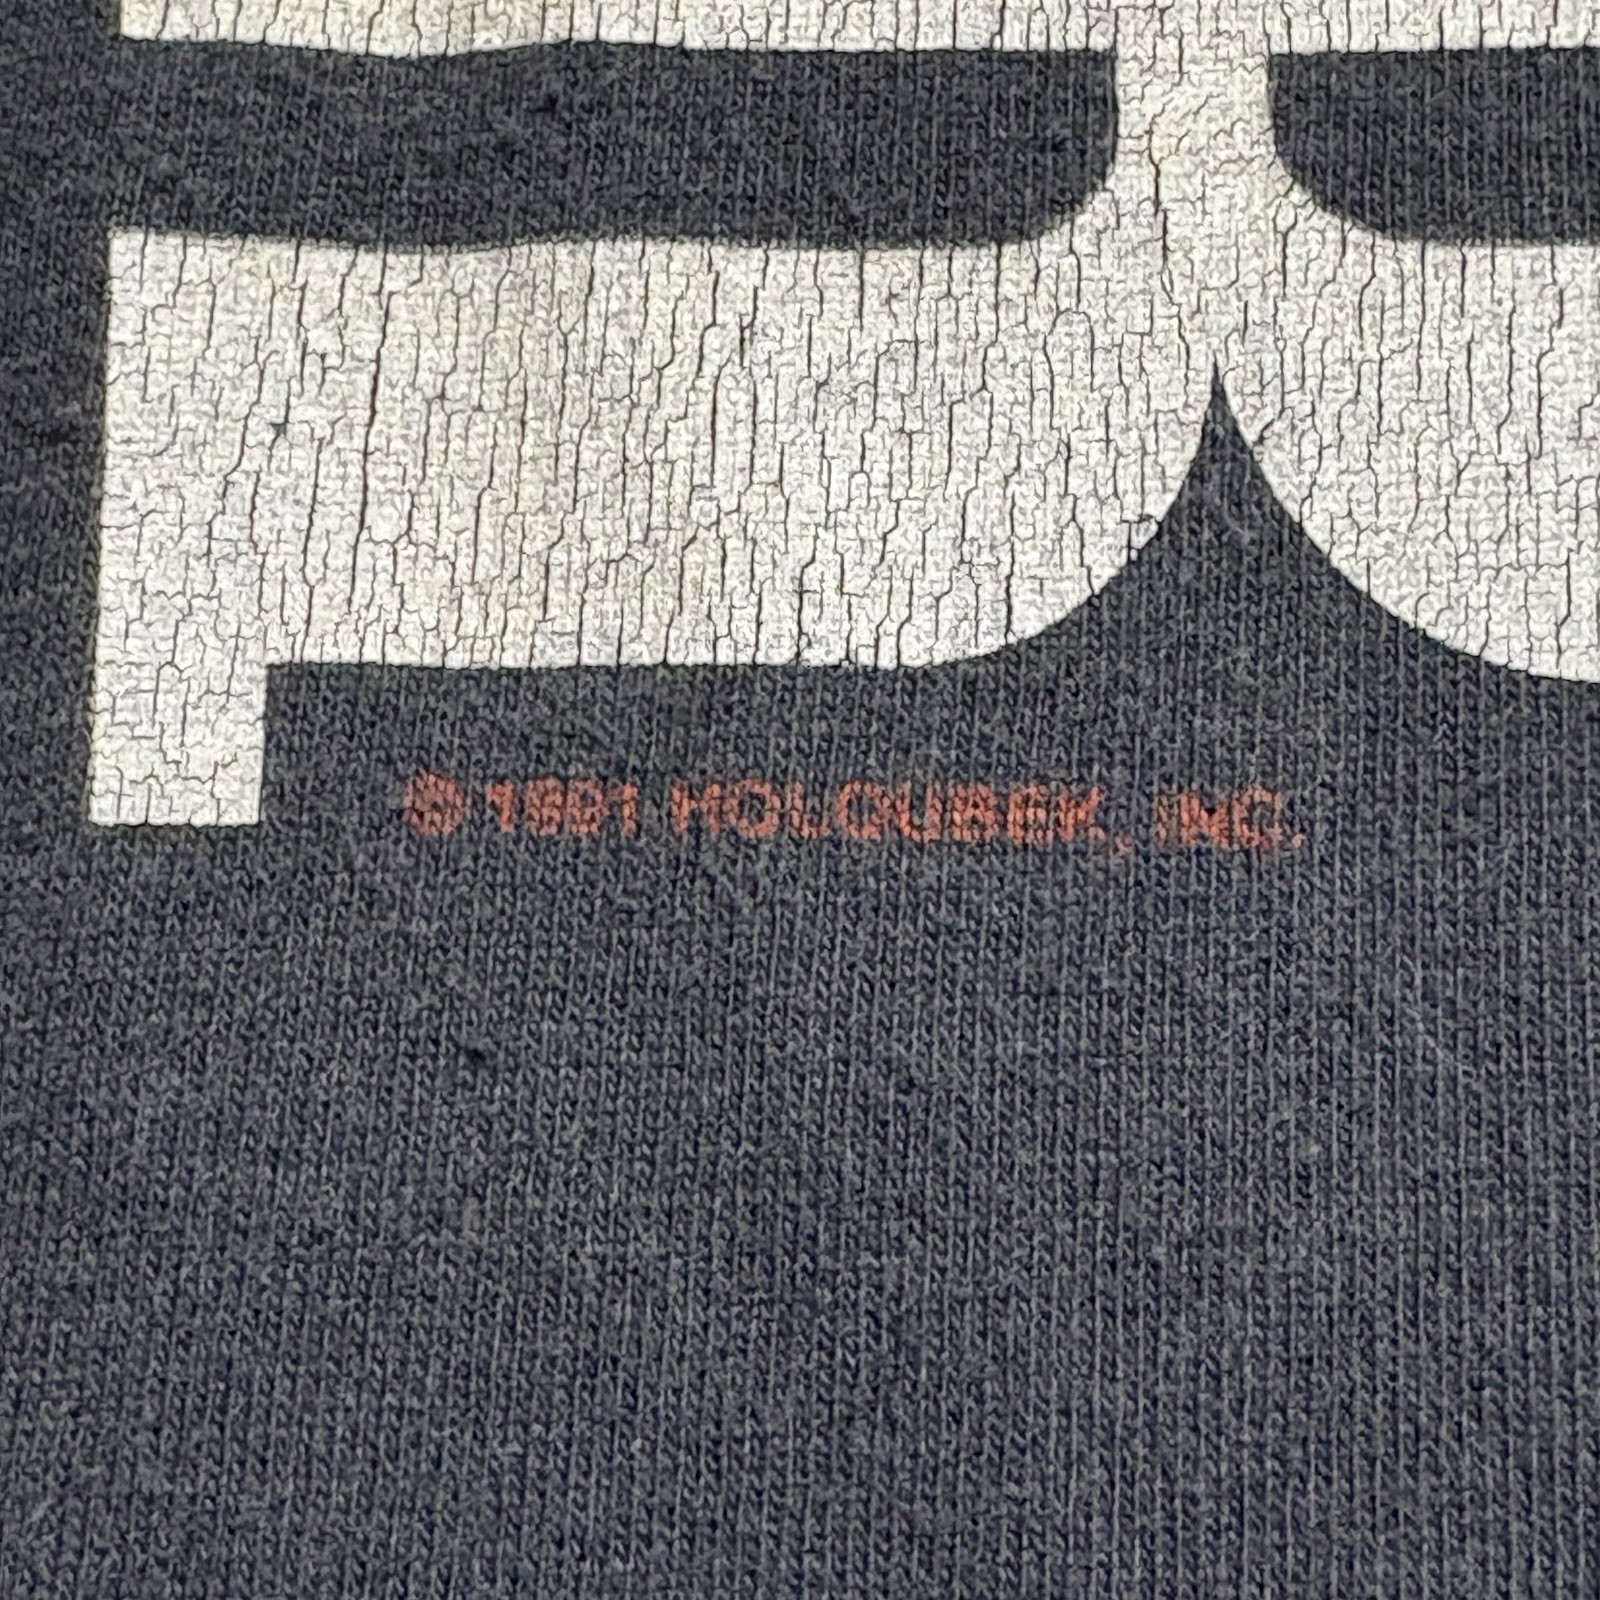 © 1991 HOLOUBEK, INC.